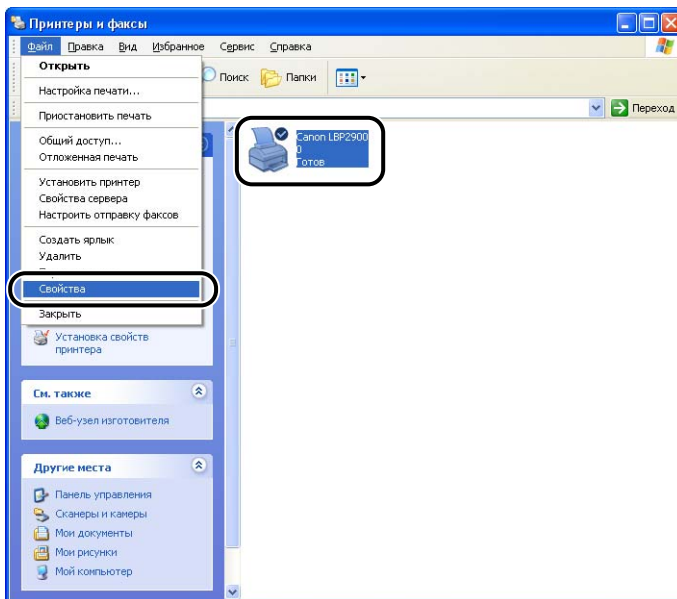 Принтеры и факсы
Файл Правка Вид Избранное Сервис Справка
Открыть
Настройка печати...
Приостановить печать
Общий доступ...
Отложенная печать
Установить принтер
Свойства сервера
Настроить отправку факсов
Создать ярлык
Удалить
Свойства
Закрыть
Поиск Папки
Переход
Canon LBP2900
0
Готов
Установка свойств
принтера
См. также
Веб-узел изготовителя
Другие места
Панель управления
Сканеры и камеры
Мои документы
Мои рисунки
Мой компьютер